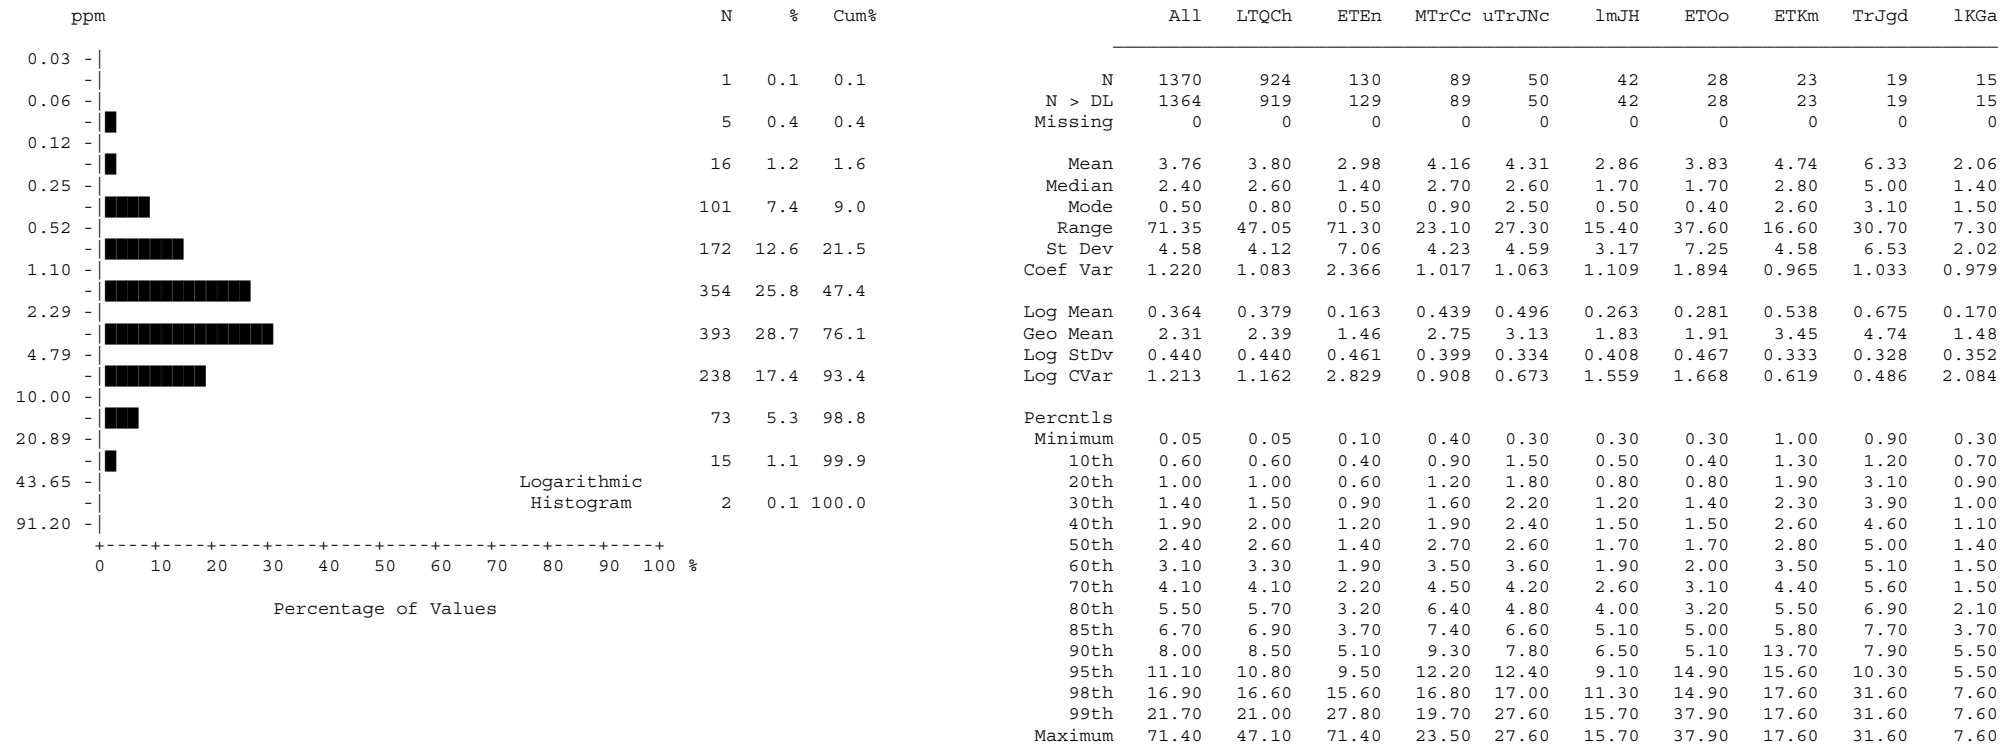 ppm N % Cum% All LTQCh ETEn MTrCc uTrJNc lmJH ETOo ETKm TrJgd lKGa
0.03 -|
-| 1 0.1 0.1 N 1370 924 130 89 50 42 28 23 19 15
0.06 -| N > DL 1364 919 129 89 50 42 28 23 19 15
-| 5 0.4 0.4 Missing 0 0 0 0 0 0 0 0 0 0
0.12 -|
-| 16 1.2 1.6 Mean 3.76 3.80 2.98 4.16 4.31 2.86 3.83 4.74 6.33 2.06
0.25 -| Median 2.40 2.60 1.40 2.70 2.60 1.70 1.70 2.80 5.00 1.40
-| 101 7.4 9.0 Mode 0.50 0.80 0.50 0.90 2.50 0.50 0.40 2.60 3.10 1.50
0.52 -| Range 71.35 47.05 71.30 23.10 27.30 15.40 37.60 16.60 30.70 7.30
-| 172 12.6 21.5 St Dev 4.58 4.12 7.06 4.23 4.59 3.17 7.25 4.58 6.53 2.02
1.10 -| Coef Var 1.220 1.083 2.366 1.017 1.063 1.109 1.894 0.965 1.033 0.979
-| 354 25.8 47.4
2.29 -| Log Mean 0.364 0.379 0.163 0.439 0.496 0.263 0.281 0.538 0.675 0.170
-| 393 28.7 76.1 Geo Mean 2.31 2.39 1.46 2.75 3.13 1.83 1.91 3.45 4.74 1.48
4.79 -| Log StDv 0.440 0.440 0.461 0.399 0.334 0.408 0.467 0.333 0.328 0.352
-| 238 17.4 93.4 Log CVar 1.213 1.162 2.829 0.908 0.673 1.559 1.668 0.619 0.486 2.084
10.00 -|
-| 73 5.3 98.8 Percntls
20.89 -| Minimum 0.05 0.05 0.10 0.40 0.30 0.30 0.30 1.00 0.90 0.30
-| 15 1.1 99.9 10th 0.60 0.60 0.40 0.90 1.50 0.50 0.40 1.30 1.20 0.70
43.65 -| Logarithmic 20th 1.00 1.00 0.60 1.20 1.80 0.80 0.80 1.90 3.10 0.90
-| Histogram 2 0.1 100.0 30th 1.40 1.50 0.90 1.60 2.20 1.20 1.40 2.30 3.90 1.00
91.20 -| 40th 1.90 2.00 1.20 1.90 2.40 1.50 1.50 2.60 4.60 1.10
+----+----+----+----+----+----+----+----+----+----+ 50th 2.40 2.60 1.40 2.70 2.60 1.70 1.70 2.80 5.00 1.40
0 10 20 30 40 50 60 70 80 90 100 % 60th 3.10 3.30 1.90 3.50 3.60 1.90 2.00 3.50 5.10 1.50
70th 4.10 4.10 2.20 4.50 4.20 2.60 3.10 4.40 5.60 1.50
Percentage of Values 80th 5.50 5.70 3.20 6.40 4.80 4.00 3.20 5.50 6.90 2.10
85th 6.70 6.90 3.70 7.40 6.60 5.10 5.00 5.80 7.70 3.70
90th 8.00 8.50 5.10 9.30 7.80 6.50 5.10 13.70 7.90 5.50
95th 11.10 10.80 9.50 12.20 12.40 9.10 14.90 15.60 10.30 5.50
98th 16.90 16.60 15.60 16.80 17.00 11.30 14.90 17.60 31.60 7.60
99th 21.70 21.00 27.80 19.70 27.60 15.70 37.90 17.60 31.60 7.60
Maximum 71.40 47.10 71.40 23.50 27.60 15.70 37.90 17.60 31.60 7.60